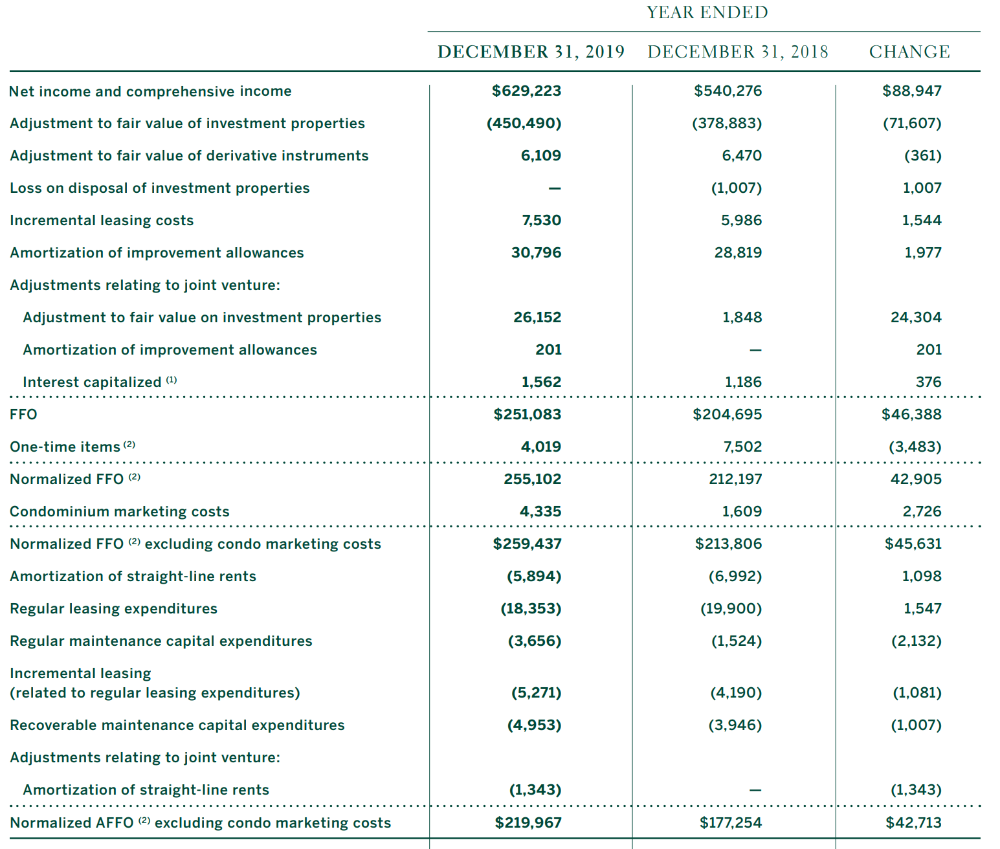 YEAR ENDED
DECEMBER 31, 2019 DECEMBER 31, 2018 CHANGE
Net income and comprehensive income $629,223 $540,276 $88,947
Adjustment to fair value of investment properties (450,490) (378,883) (71,607)
Adjustment to fair value of derivative instruments 6,109 6,470 (361)
Loss on disposal of investment properties — (1,007) 1,007
Incremental leasing costs 7,530 5,986 1,544
Amortization of improvement allowances 30,796 28,819 1,977
Adjustments relating to joint venture:
Adjustment to fair value on investment properties 26,152 1,848 24,304
Amortization of improvement allowances 201 — 201
Interest capitalized (1) 1,562 1,186 376
FFO $251,083 $204,695 $46,388
One-time items (2) 4,019 7,502 (3,483)
Normalized FFO (2) 255,102 212,197 42,905
Condominium marketing costs 4,335 1,609 2,726
Normalized FFO (2) excluding condo marketing costs $259,437 $213,806 $45,631
Amortization of straight-line rents (5,894) (6,992) 1,098
Regular leasing expenditures (18,353) (19,900) 1,547
Regular maintenance capital expenditures (3,656) (1,524) (2,132)
Incremental leasing
(related to regular leasing expenditures) (5,271) (4,190) (1,081)
Recoverable maintenance capital expenditures (4,953) (3,946) (1,007)
Adjustments relating to joint venture:
Amortization of straight-line rents (1,343) — (1,343)
Normalized AFFO (2) excluding condo marketing costs $219,967 $177,254 $42,713